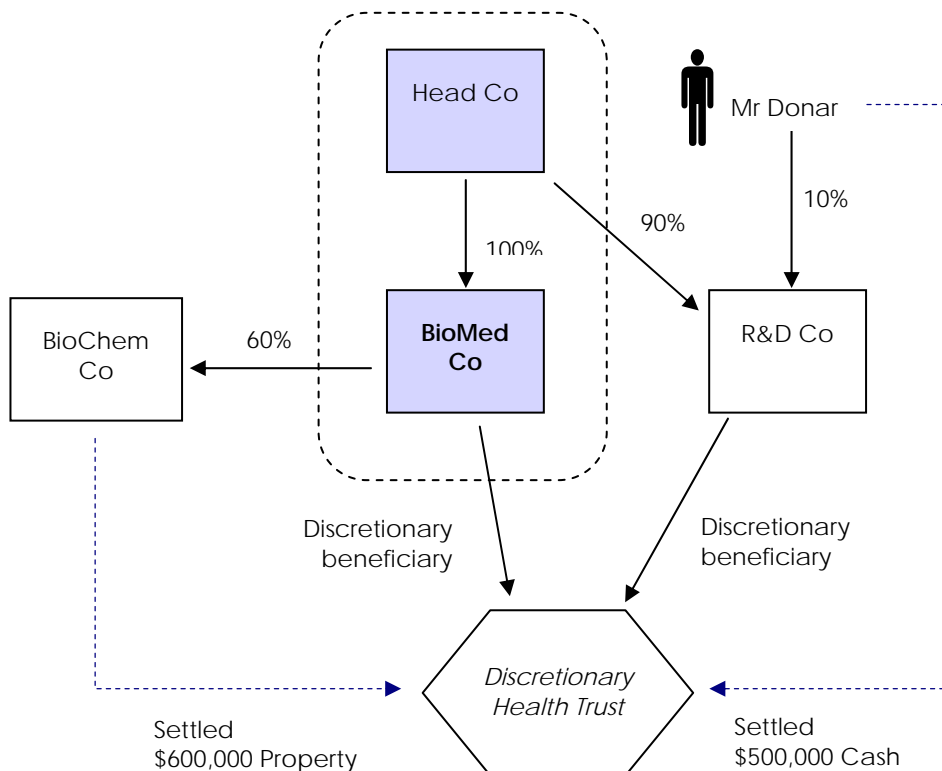 Head Co
Mr Donar
10%
90%
100%
BioChem
Co
60%
BioMed
Co
R&D Co
Discretionary
beneficiary
Discretionary
beneficiary
Discretionary
Health Trust
Settled
$600,000 Property
Settled
$500,000 Cash